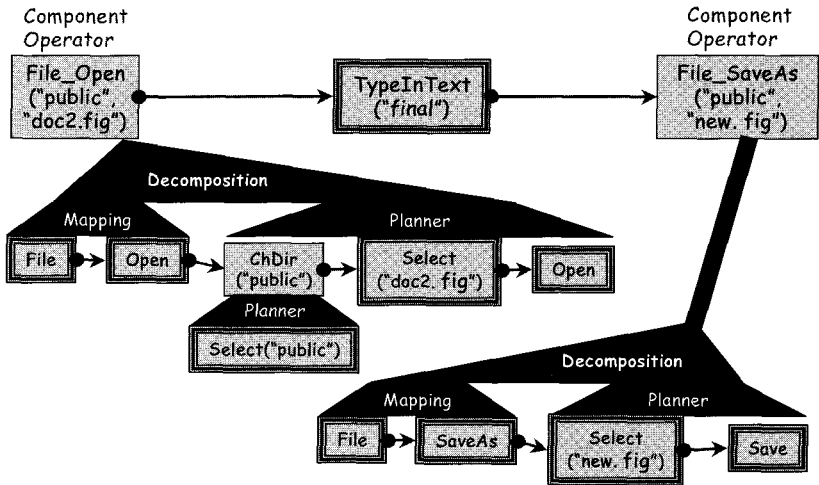 Component
Operator
Component
Operator
File_Open
("public",
"doc2.fig")
TypeInText
("final")
File_SaveAs
("public",
"new. fig")
Decomposition
Mapping
Planner
File
Open
ChDir
("public")
Select
("doc2. fig")
Open
Planner
Select("public")
Decomposition
Mapping
Planner
File
SaveAs
Select
("new. fig")
Save